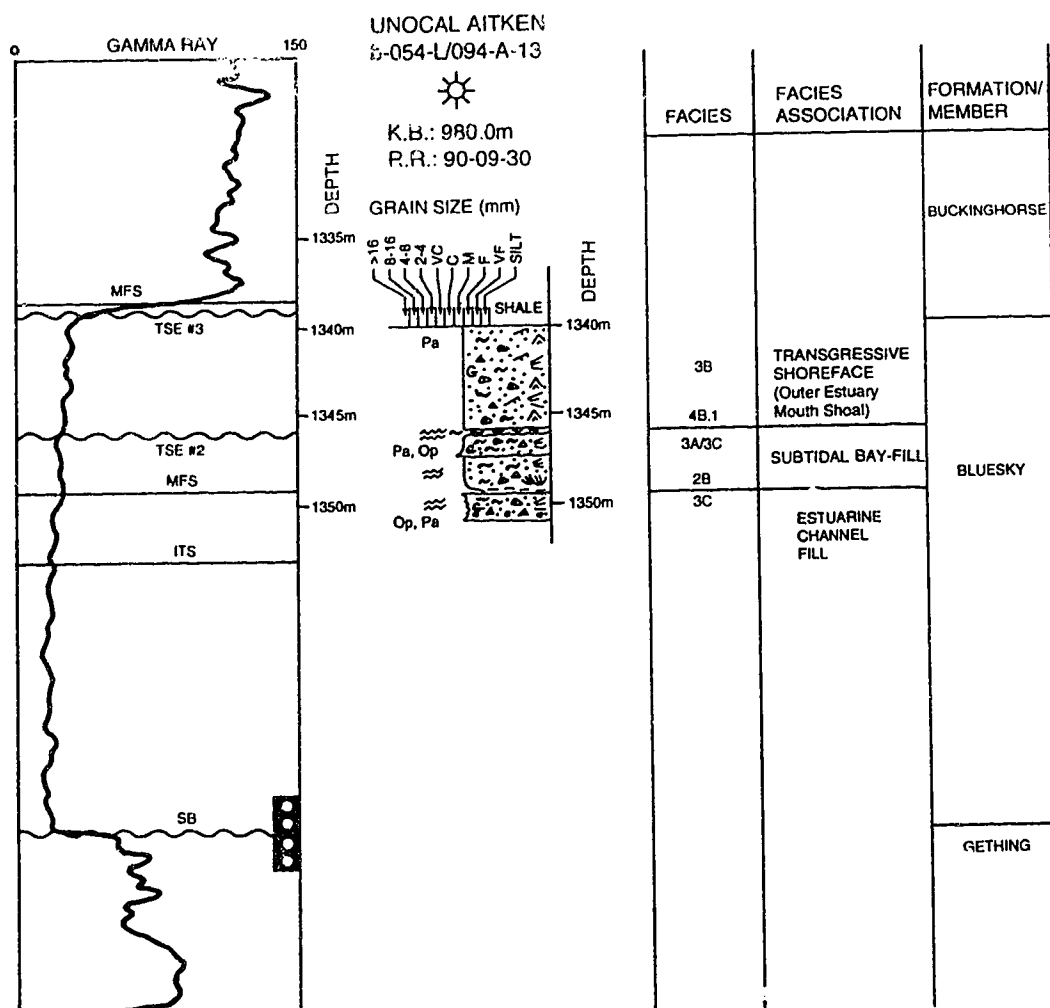 UNOCAL AITKEN
b-054-L/094-A-13
K.B.: 980.0m
R.R.: 90-09-30
0 GAMMA RAY 150
DEPTH
1335m
1340m
1345m
1350m
MFS
TSE #3
TSE #2
MFS
ITS
SB
GRAIN SIZE (mm)
>16
8-16
4-8
2-4
VC
C
M
F
VF
SILT
SHALE
DEPTH
1340m
1345m
1350m
Pa
G
Pa, Op
G
Op, Pa
FACIES
3B
4B.1
3A/3C
2B
3C
FACIES
ASSOCIATION
TRANSGRESSIVE
SHOREFACE
(Outer Estuary
Mouth Shoal)
SUBTIDAL BAY-FILL
ESTUARINE
CHANNEL
FILL
FORMATION/
MEMBER
BUCKINGHORSE
BLUESKY
GETHING